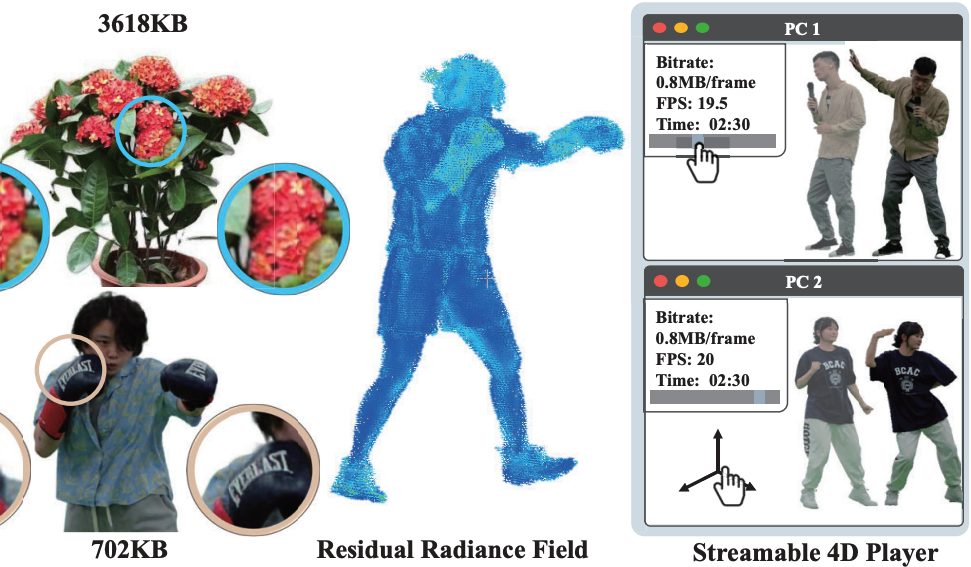 3618KB
EVERLAST
EVERLAST
702KB
Residual Radiance Field
PC 1
Bitrate:
0.8MB/frame
FPS: 19.5
Time: 02:30
PC 2
Bitrate:
0.8MB/frame
FPS: 20
Time: 02:30
BCAC
BCAC
Streamable 4D Player